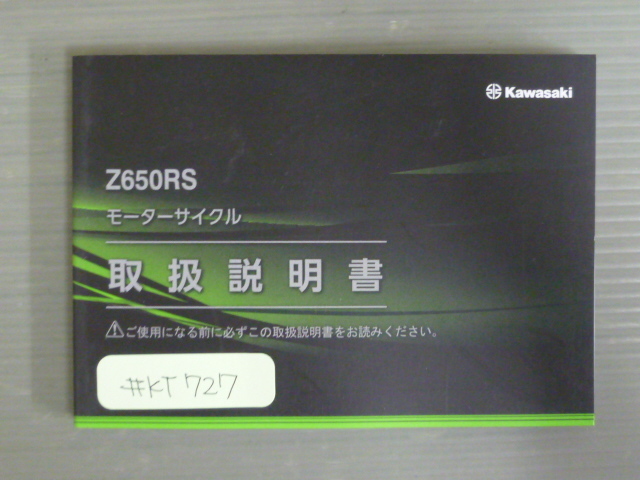 Kawasaki
Z650RS
モーターサイクル
取扱説明書
ご使用になる前に必ずこの取扱説明書をお読みください。
#KT727